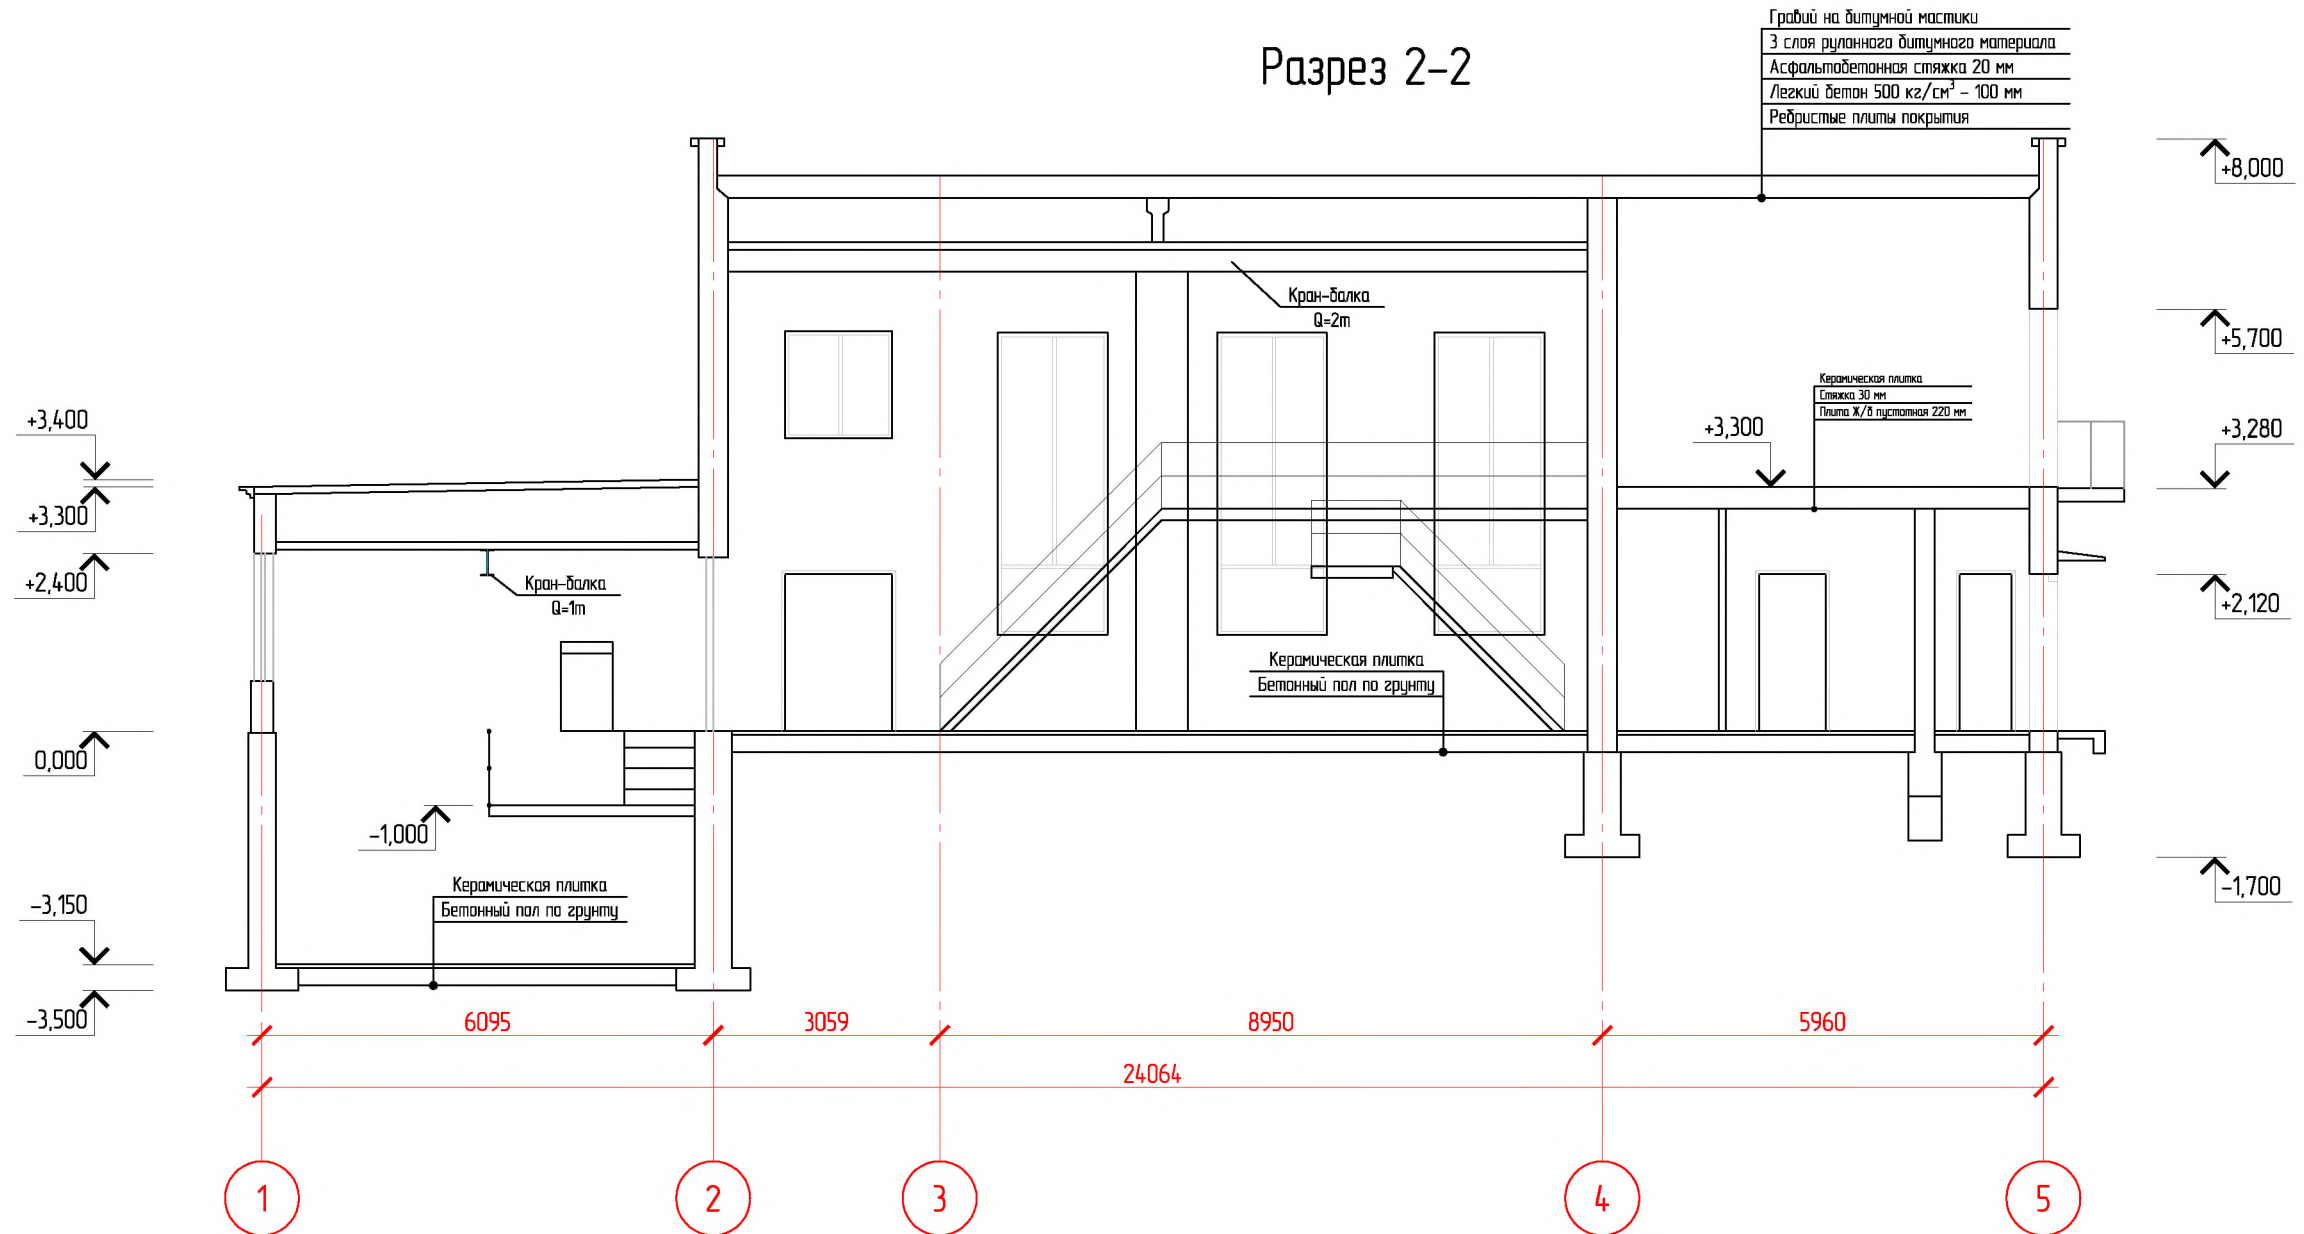 Гравий на битумной мастики
Разрез 2-2
3 слоя рулонного битумного материала
Асфальтобетонная стяжка 20 мм
Легкий бетон 500 кг/см³ - 100 мм
Ребристые плиты покрытия
+8,000
Кран-балка
Q=2т
+5,700
Керамическая плитка
Стяжка 30 мм
Плита Ж/б пустотная 220 мм
+3,400
+3,300
+3,280
+3,300
+2,400
Кран-балка
Q=1т
+2,120
Керамическая плитка
Бетонный пол по грунту
0,000
-1,000
Керамическая плитка
Бетонный пол по грунту
-3,150
-1,700
-3,500
6095
3059
8950
5960
24064
1
2
3
4
5